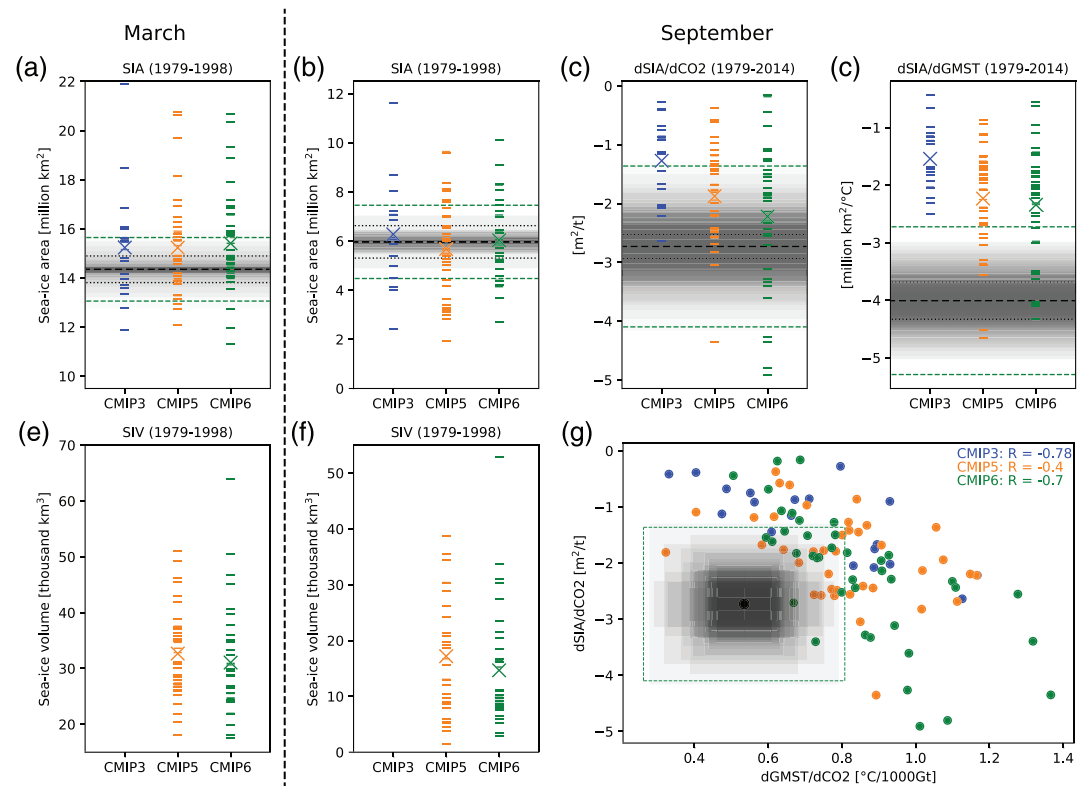 March
September
(a)
SIA (1979-1998)
Sea-ice area [million km²]
22
20
18
16
14
12
10
CMIP3 CMIP5 CMIP6
(b)
SIA (1979-1998)
Sea-ice area [million km²]
14
12
10
8
6
4
2
0
CMIP3 CMIP5 CMIP6
(c)
dSIA/dCO2 (1979-2014)
[m²/t]
0
−1
−2
−3
−4
−5
CMIP3 CMIP5 CMIP6
(c)
dSIA/dGMST (1979-2014)
[million km²/°C]
−1
−2
−3
−4
−5
CMIP3 CMIP5 CMIP6
(e)
SIV (1979-1998)
Sea-ice volume [thousand km³]
70
60
50
40
30
20
CMIP3 CMIP5 CMIP6
(f)
SIV (1979-1998)
Sea-ice volume [thousand km³]
50
40
30
20
10
0
CMIP3 CMIP5 CMIP6
(g)
CMIP3: R = -0.78
CMIP5: R = -0.4
CMIP6: R = -0.7
dSIA/dCO2 [m²/t]
0
−1
−2
−3
−4
−5
0.4 0.6 0.8 1.0 1.2 1.4
dGMST/dCO2 [°C/1000Gt]